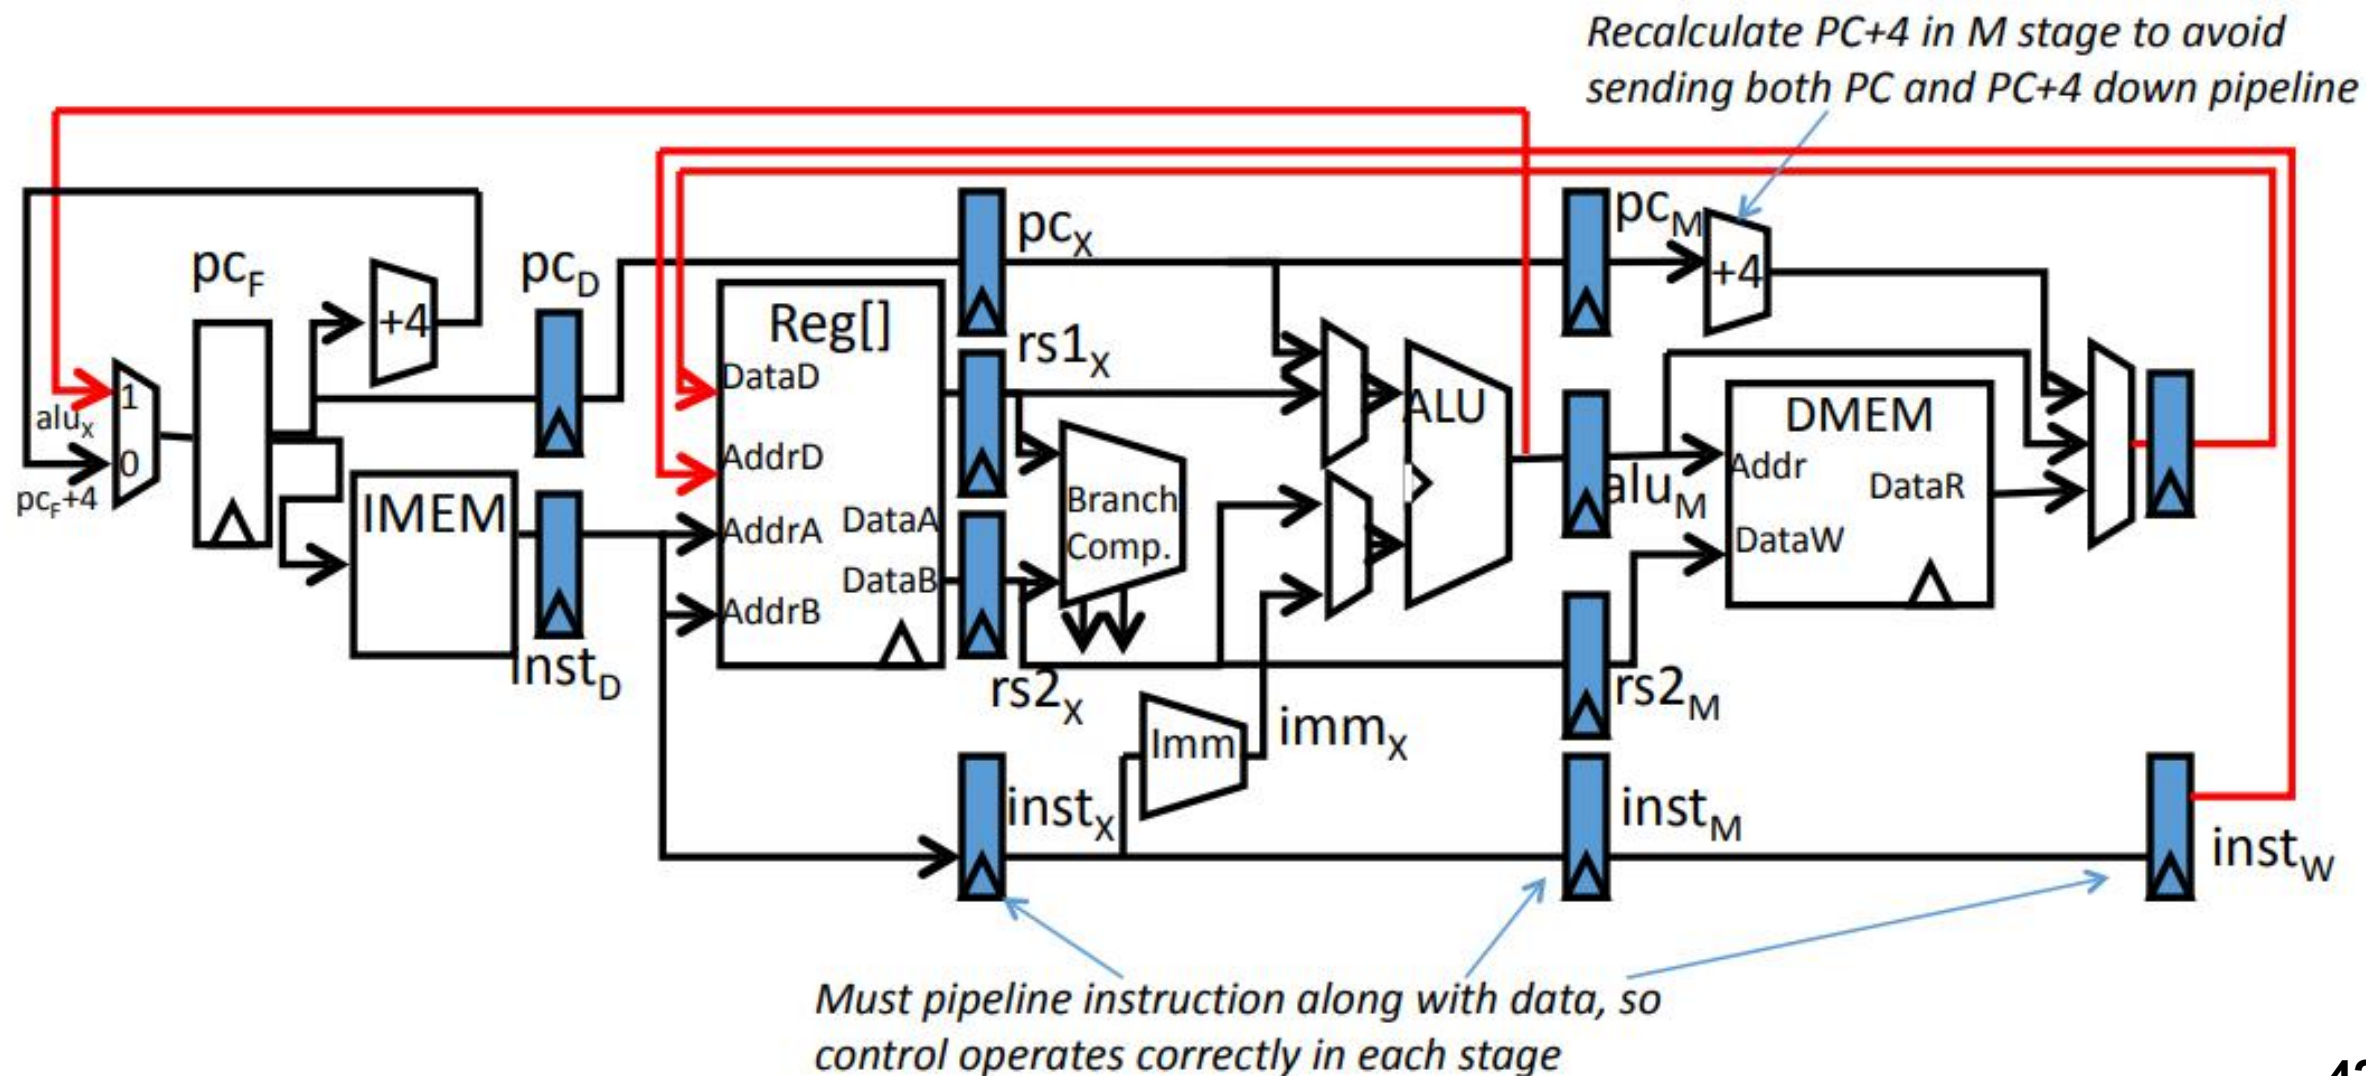 Recalculate PC+4 in M stage to avoid
sending both PC and PC+4 down pipeline
pcF
+4
pcD
pcX
pcM
+4
1
aluX
0
pcF+4
IMEM
instD
Reg[]
DataD
AddrD
AddrA
AddrB
DataA
DataB
rs1X
rs2X
Branch
Comp.
ALU
Imm
immX
instX
aluM
rs2M
instM
DMEM
Addr
DataR
DataW
instW
Must pipeline instruction along with data, so
control operates correctly in each stage